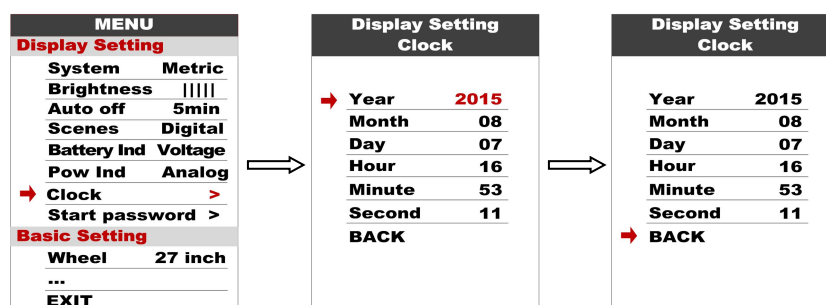 MENU
Display Setting
System Metric
Brightness |||||
Auto off 5min
Scenes Digital
Battery Ind Voltage
Pow Ind Analog
Clock >
Start password >
Basic Setting
Wheel 27 inch
...
EXIT
Display Setting
Clock
Year 2015
Month 08
Day 07
Hour 16
Minute 53
Second 11
BACK
Display Setting
Clock
Year 2015
Month 08
Day 07
Hour 16
Minute 53
Second 11
BACK